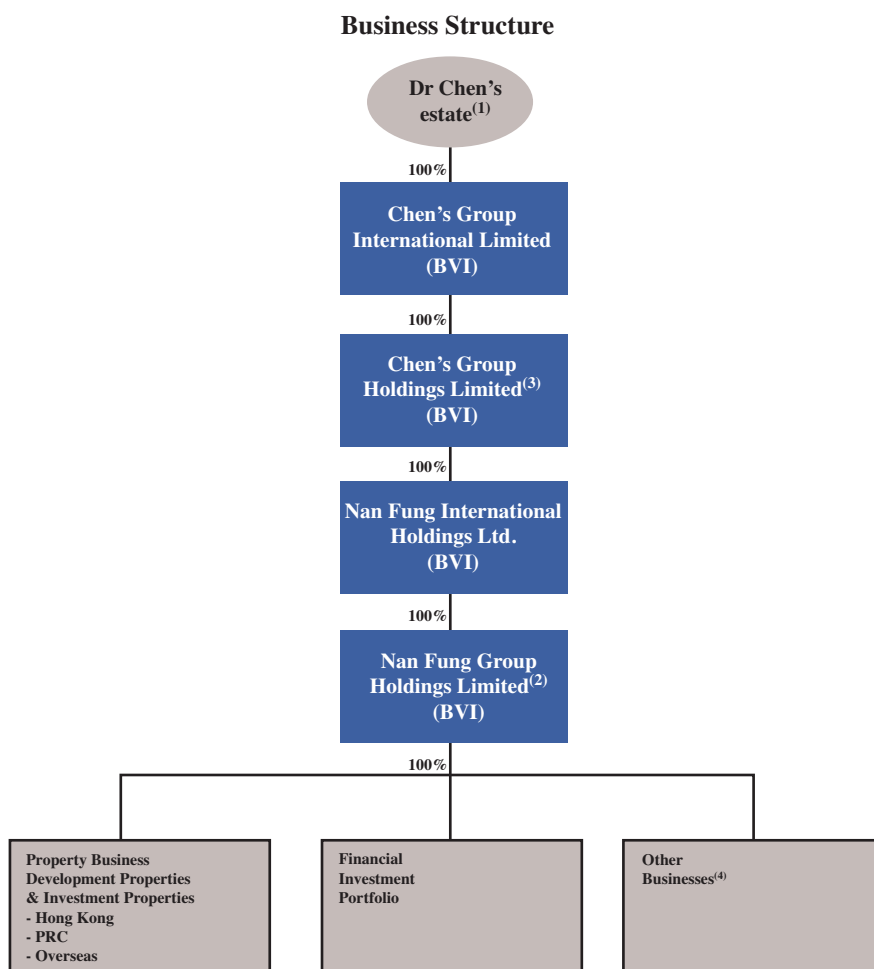 Business Structure
Dr Chen's
estate(1)
100%
Chen's Group
International Limited
(BVI)
100%
Chen's Group
Holdings Limited(3)
(BVI)
100%
Nan Fung International
Holdings Ltd.
(BVI)
100%
Nan Fung Group
Holdings Limited(2)
(BVI)
100%
Property Business
Development Properties
& Investment Properties
- Hong Kong
- PRC
- Overseas
Financial
Investment
Portfolio
Other
Businesses(4)